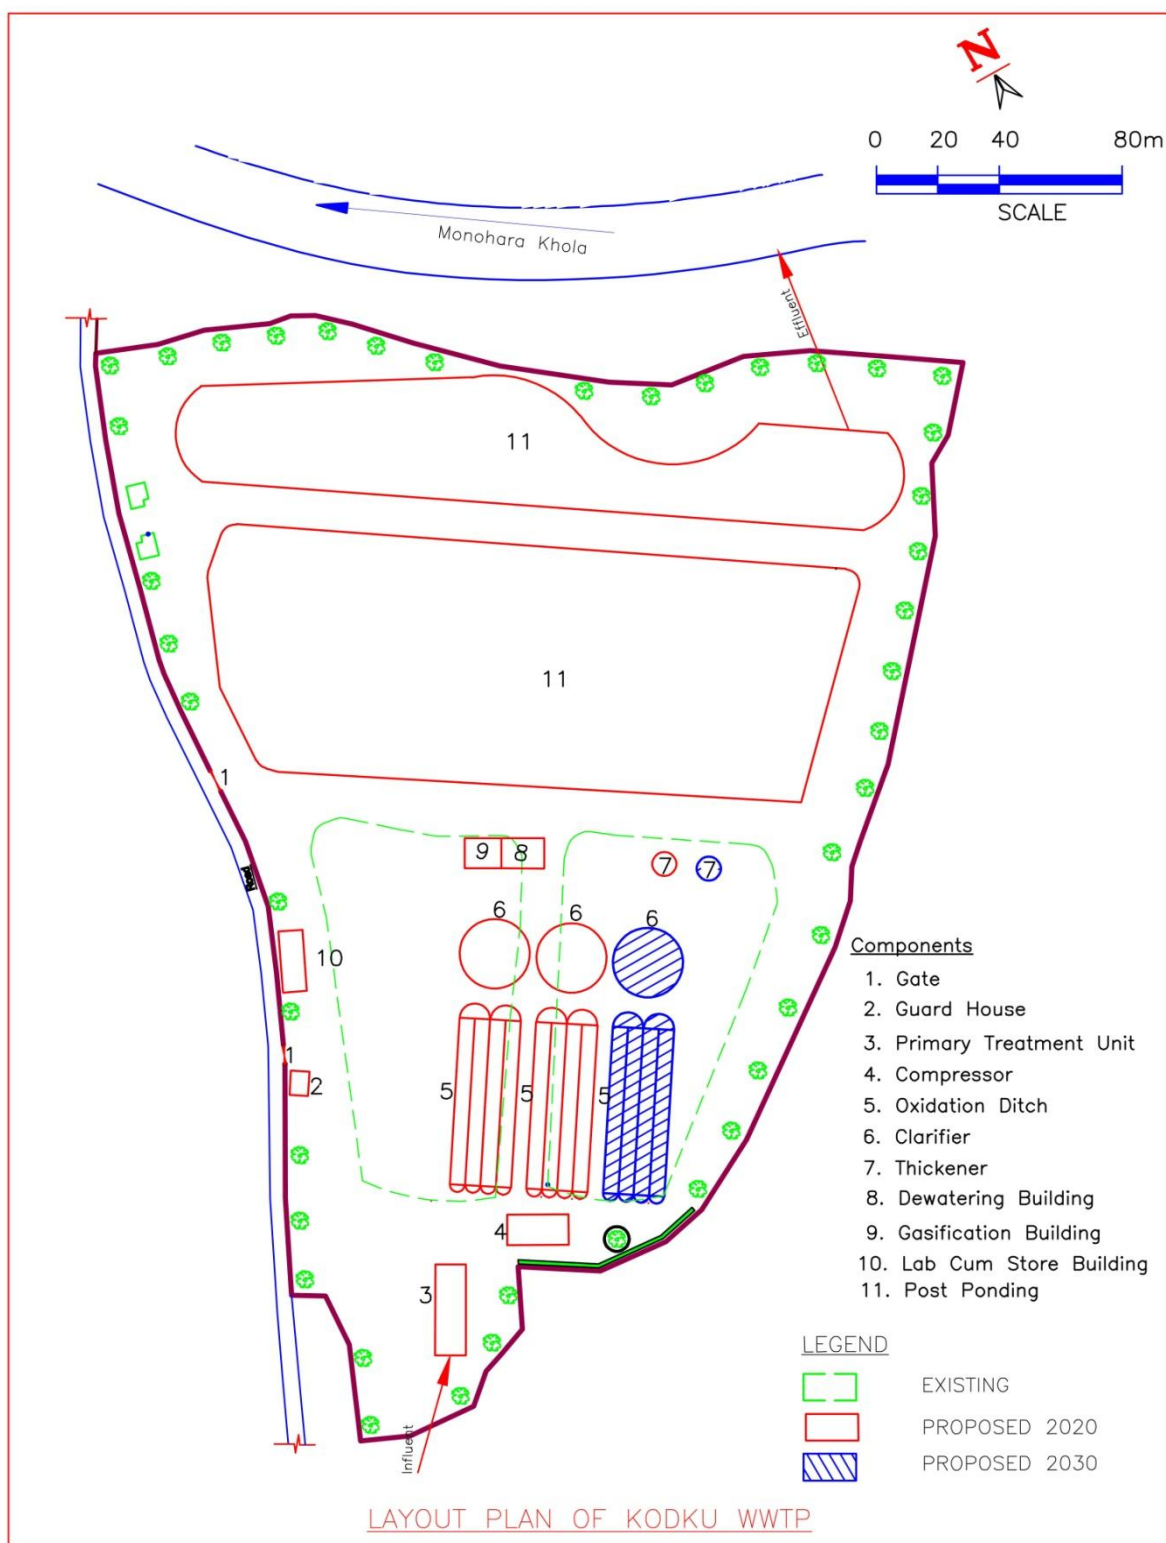 N
0 20 40 80m
SCALE
Monohara Khola
Effluent
11
11
1
9 8 7 7
Road
6 6 6
10
1
2
5 5 5
4
3
Influent
Components
1. Gate
2. Guard House
3. Primary Treatment Unit
4. Compressor
5. Oxidation Ditch
6. Clarifier
7. Thickener
8. Dewatering Building
9. Gasification Building
10. Lab Cum Store Building
11. Post Ponding
LEGEND
EXISTING
PROPOSED 2020
PROPOSED 2030
LAYOUT PLAN OF KODKU WWTP